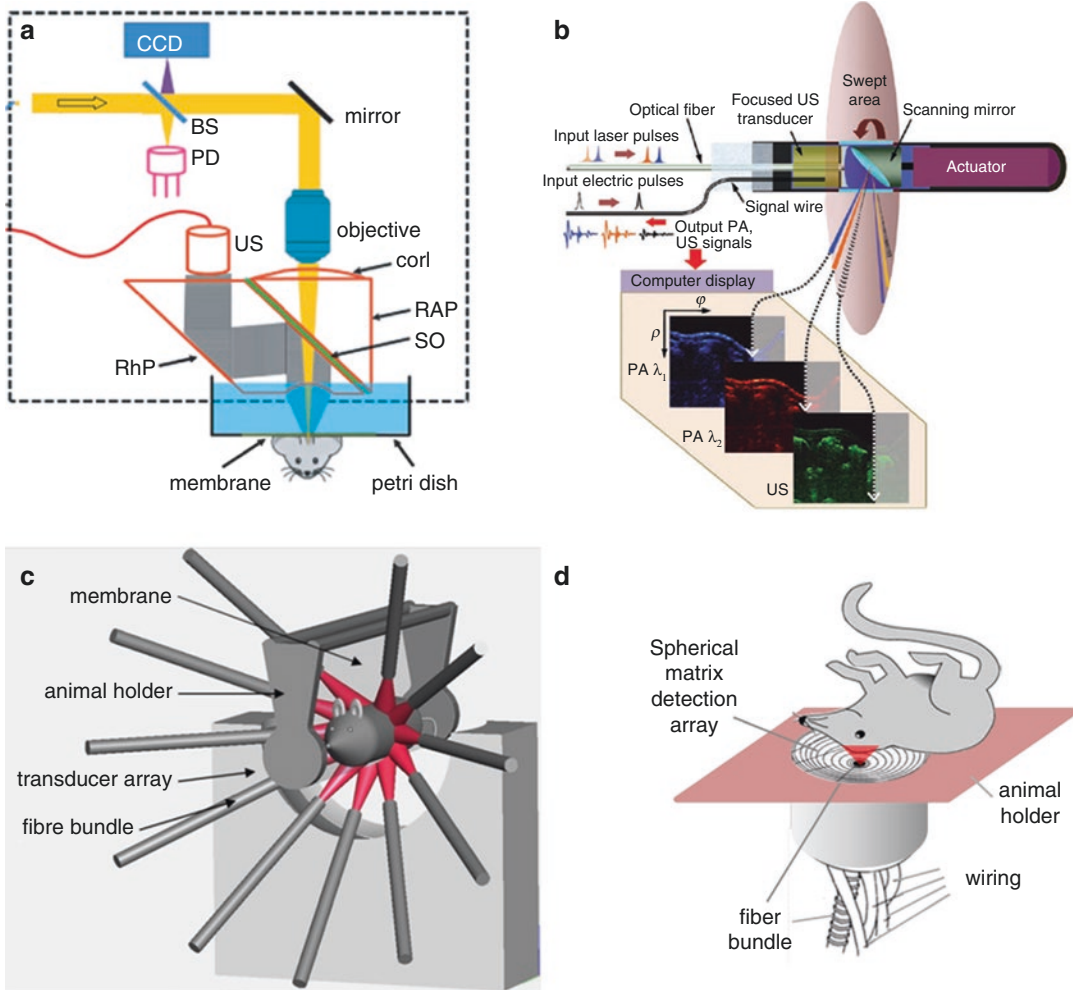 a
CCD
BS
mirror
PD
US
objective
corl
RAP
SO
RhP
membrane
petri dish
b
Swept
area
Focused US
transducer
Scanning mirror
Optical fiber
Input laser pulses
Actuator
Input electric pulses
Signal wire
Output PA,
US signals
Computer display
φ
ρ
PA λ1
PA λ2
US
c
membrane
animal holder
transducer array
fibre bundle
d
Spherical
matrix
detection
array
animal
holder
wiring
fiber
bundle